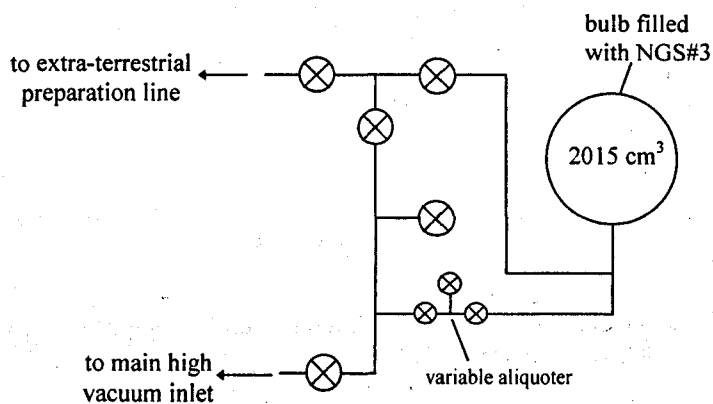 bulb filled
with NGS#3
to extra-terrestrial
preparation line
2015 cm³
to main high
vacuum inlet
variable aliquoter